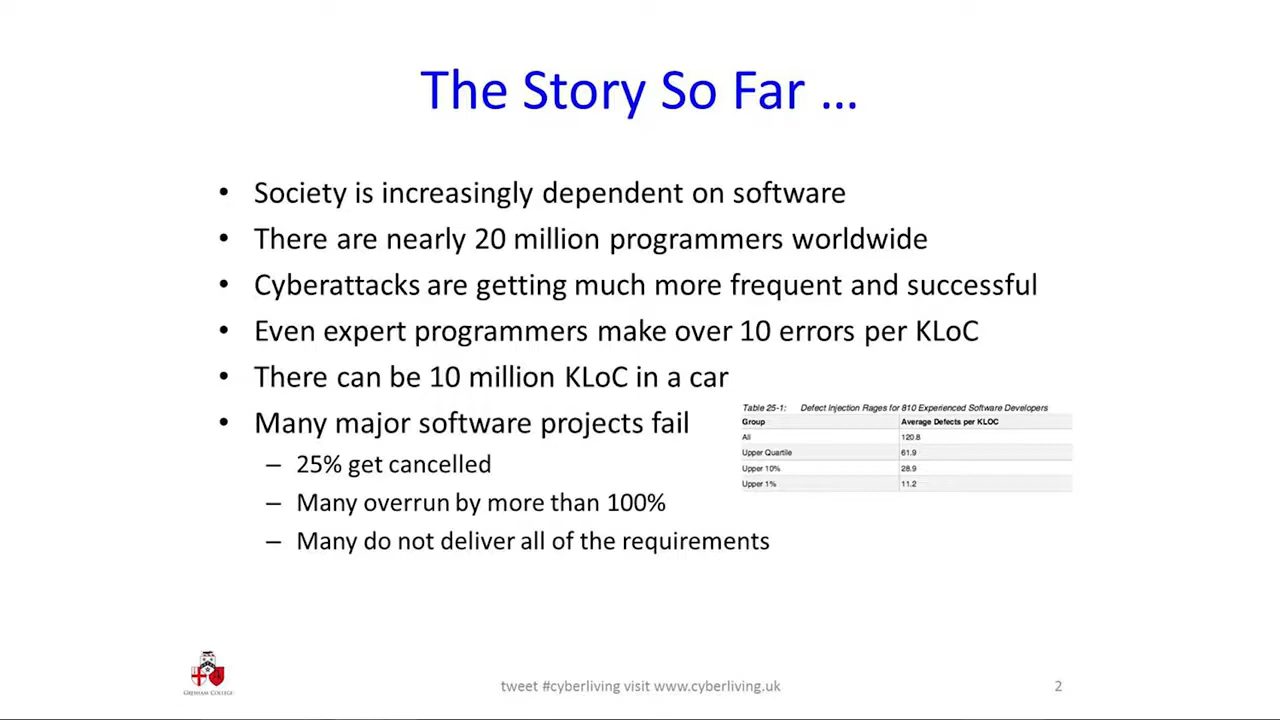 The Story So Far ...
• Society is increasingly dependent on software
• There are nearly 20 million programmers worldwide
• Cyberattacks are getting much more frequent and successful
• Even expert programmers make over 10 errors per KLoC
• There can be 10 million KLoC in a car
• Many major software projects fail
– 25% get cancelled
– Many overrun by more than 100%
– Many do not deliver all of the requirements
Table 25-1: Defect Injection Rages for 810 Experienced Software Developers
Group Average Defects per KLOC
All 120.8
Upper Quartile 61.9
Upper 10% 28.9
Upper 1% 11.2
GRESHAM COLLEGE
tweet #cyberliving visit www.cyberliving.uk
2